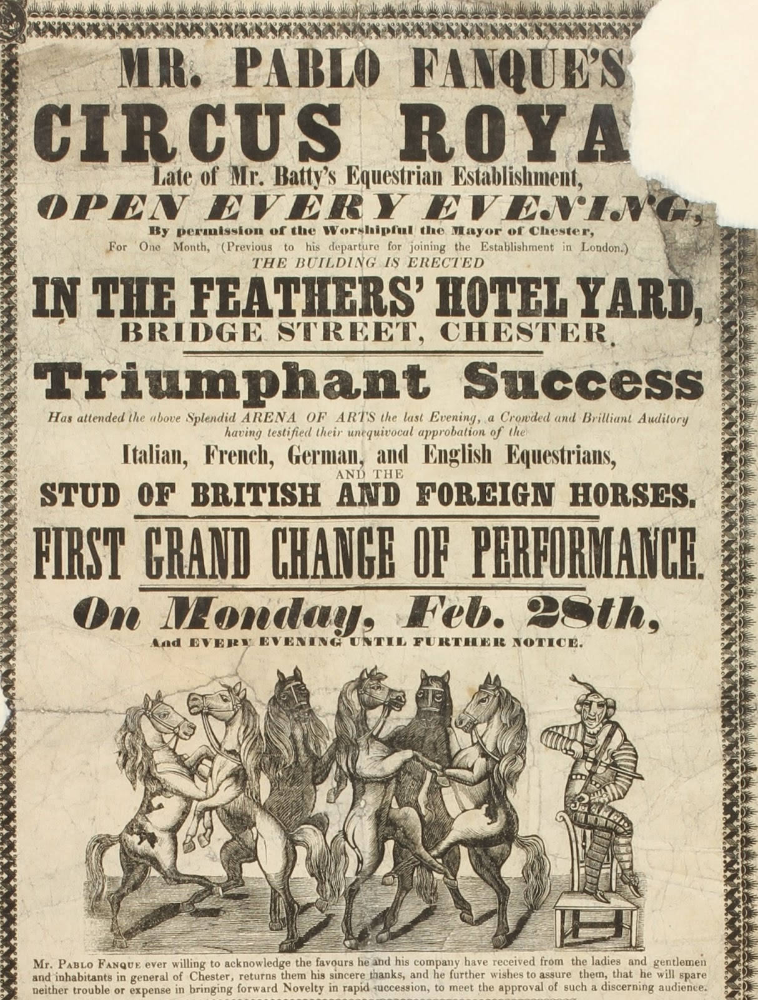 MR. PABLO FANQUE'S
CIRCUS ROYA
Late of Mr. Batty's Equestrian Establishment,
OPEN EVERY EVENING,
By permission of the Worshipful the Mayor of Chester,
For One Month, (Previous to his departure for joining the Establishment in London.)
THE BUILDING IS ERECTED
IN THE FEATHERS' HOTEL YARD,
BRIDGE STREET, CHESTER.
Triumphant Success
Has attended the above Splendid ARENA OF ARTS the last Evening, a Crowded and Brilliant Auditory
having testified their unequivocal approbation of the
Italian, French, German, and English Equestrians,
AND THE
STUD OF BRITISH AND FOREIGN HORSES.
FIRST GRAND CHANGE OF PERFORMANCE.
On Monday, Feb. 28th,
And EVERY EVENING UNTIL FURTHER NOTICE.
Mr. PABLO FANQUE ever willing to acknowledge the favours he and his company have received from the ladies and gentlemen
and inhabitants in general of Chester, returns them his sincere thanks, and he further wishes to assure them, that he will spare
neither trouble or expense in bringing forward Novelty in rapid succession, to meet the approval of such a discerning audience.